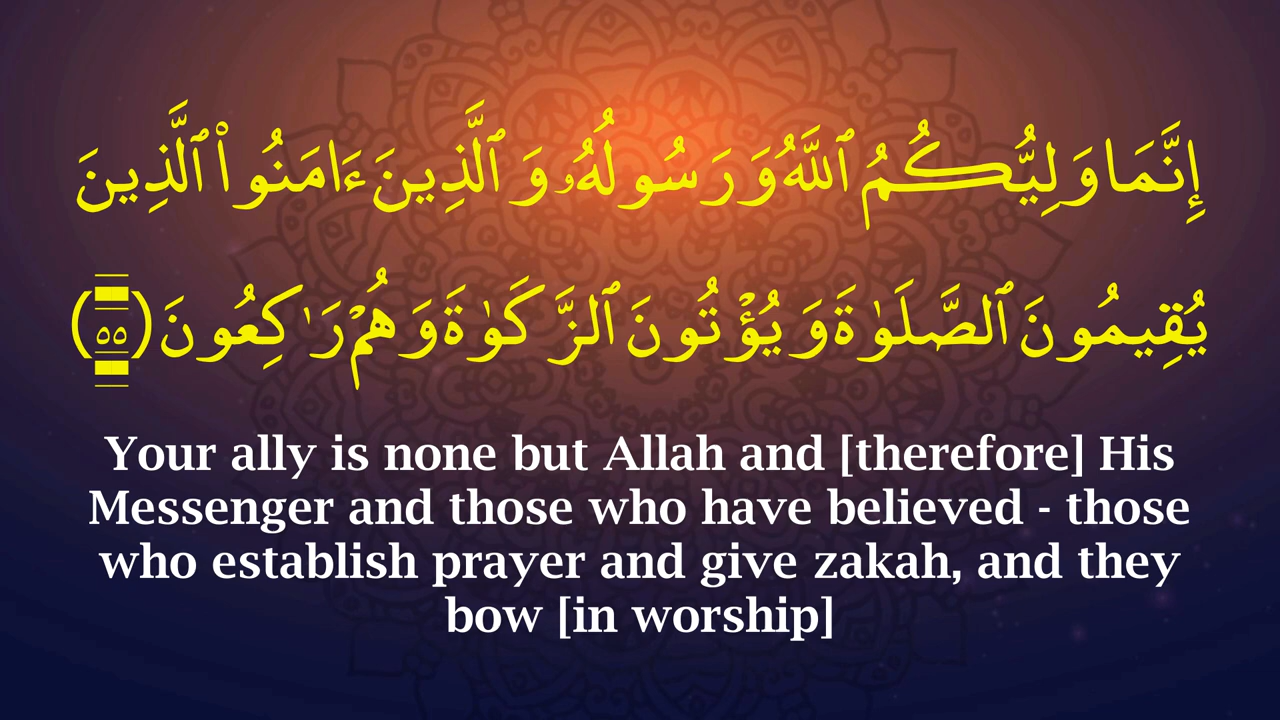 إِنَّمَا وَلِيُّكُمُ ٱللَّهُ وَرَسُولُهُۥ وَٱلَّذِينَ ءَامَنُوا۟ ٱلَّذِينَ
يُقِيمُونَ ٱلصَّلَوٰةَ وَيُؤْتُونَ ٱلزَّكَوٰةَ وَهُمْ رَٰكِعُونَ (٥٥)
Your ally is none but Allah and [therefore] His
Messenger and those who have believed - those
who establish prayer and give zakah, and they
bow [in worship]